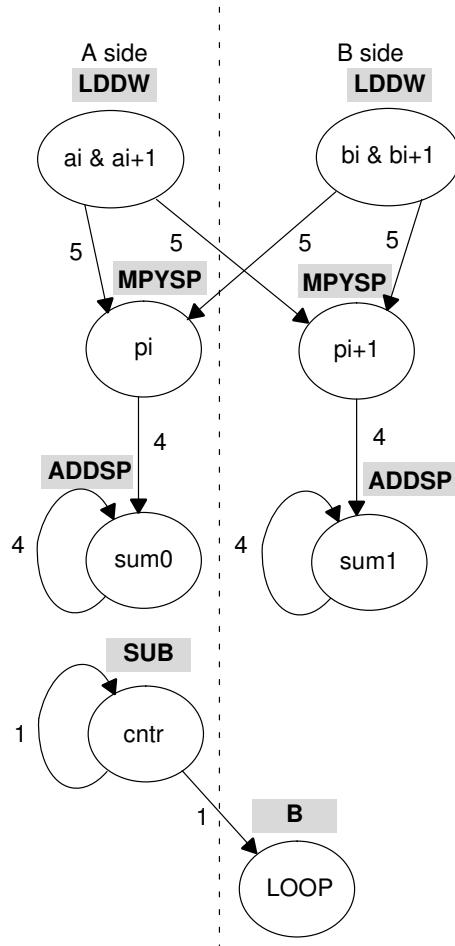 A side B side
LDDW LDDW
ai & ai+1 bi & bi+1
5 5 5 5
MPYSP MPYSP
pi pi+1
4 4
ADDSP ADDSP
4 sum0 4 sum1
SUB
1 cntr
1 B
LOOP